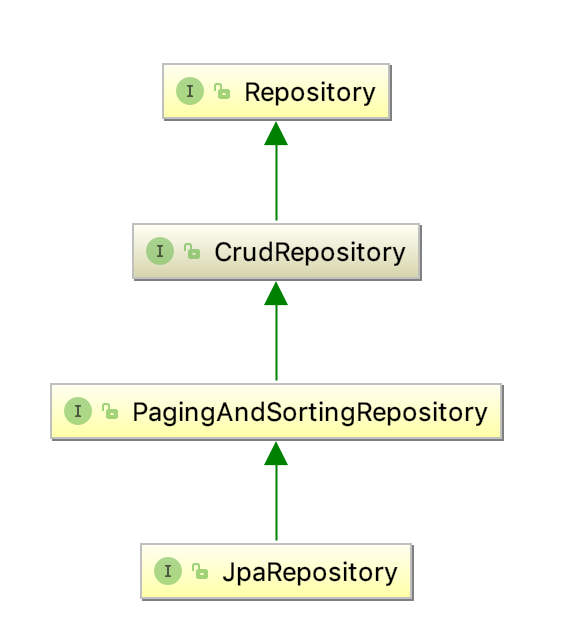 I Repository
I CrudRepository
I PagingAndSortingRepository
I JpaRepository